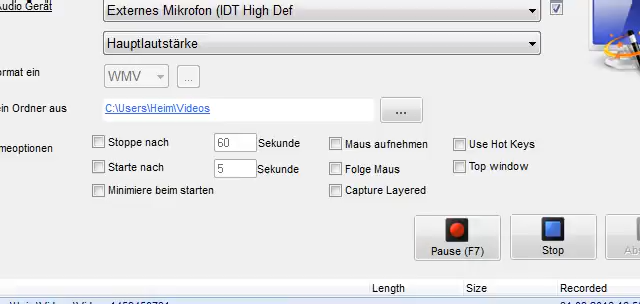 Audio Gerät
Externes Mikrofon (IDT High Def
Hauptlautstärke
ormat ein
WMV
...
ein Ordner aus
C:\Users\Heim\Videos
...
meoptionen
Stoppe nach 60 Sekunde
Maus aufnehmen
Use Hot Keys
Starte nach 5 Sekunde
Folge Maus
Top window
Minimiere beim starten
Capture Layered
Pause (F7)
Stop
Length Size Recorded